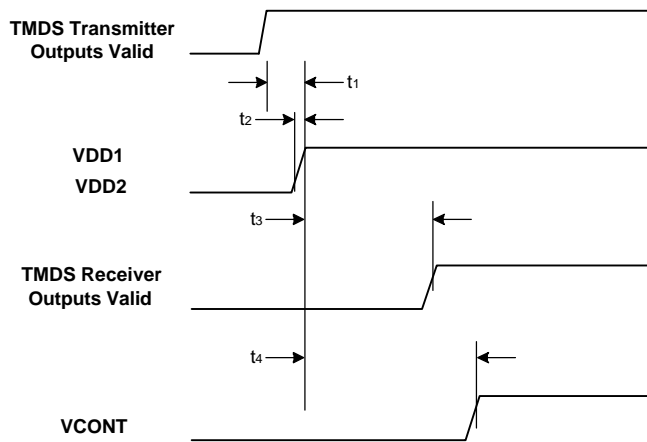 TMDS Transmitter
Outputs Valid
t1
t2
VDD1
VDD2
t3
TMDS Receiver
Outputs Valid
t4
VCONT